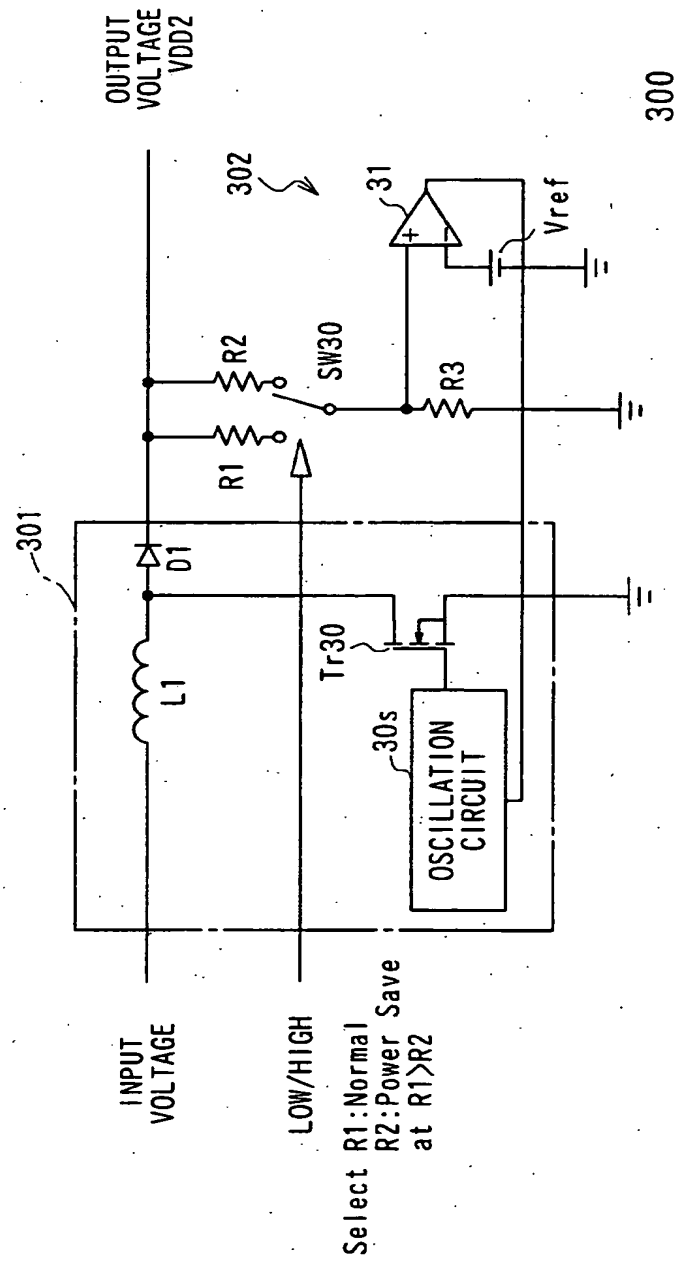 OUTPUT
VOLTAGE
VDD2
302
31
Vref
300
R2
SW30
R1
R3
301
D1
L1
Tr30
30s
OSCILLATION
CIRCUIT
INPUT
VOLTAGE
LOW/HIGH
Select R1:Normal
R2:Power Save
at R1>R2
+
−